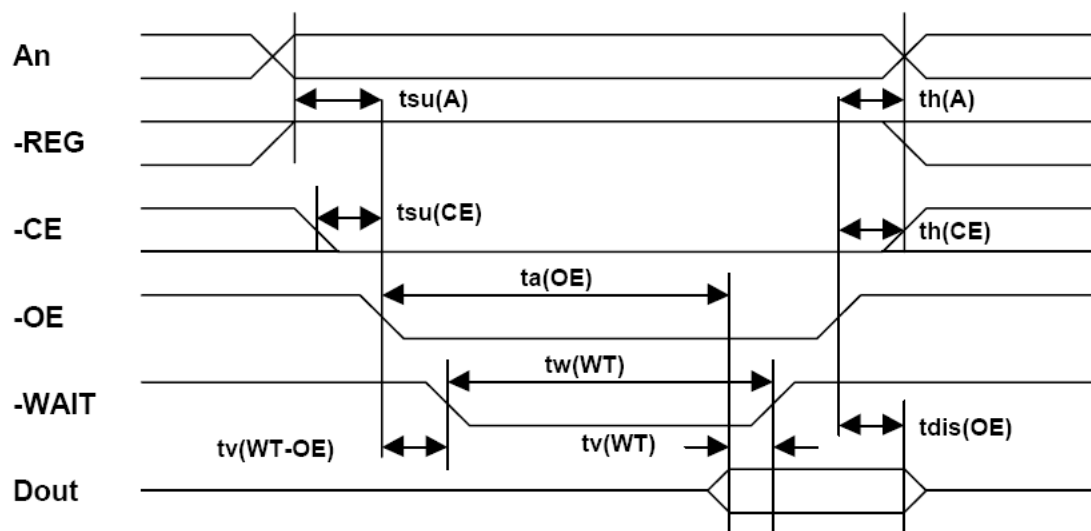 An
tsu(A)
th(A)
-REG
tsu(CE)
-CE
th(CE)
ta(OE)
-OE
tw(WT)
-WAIT
tv(WT-OE)
tv(WT)
tdis(OE)
Dout